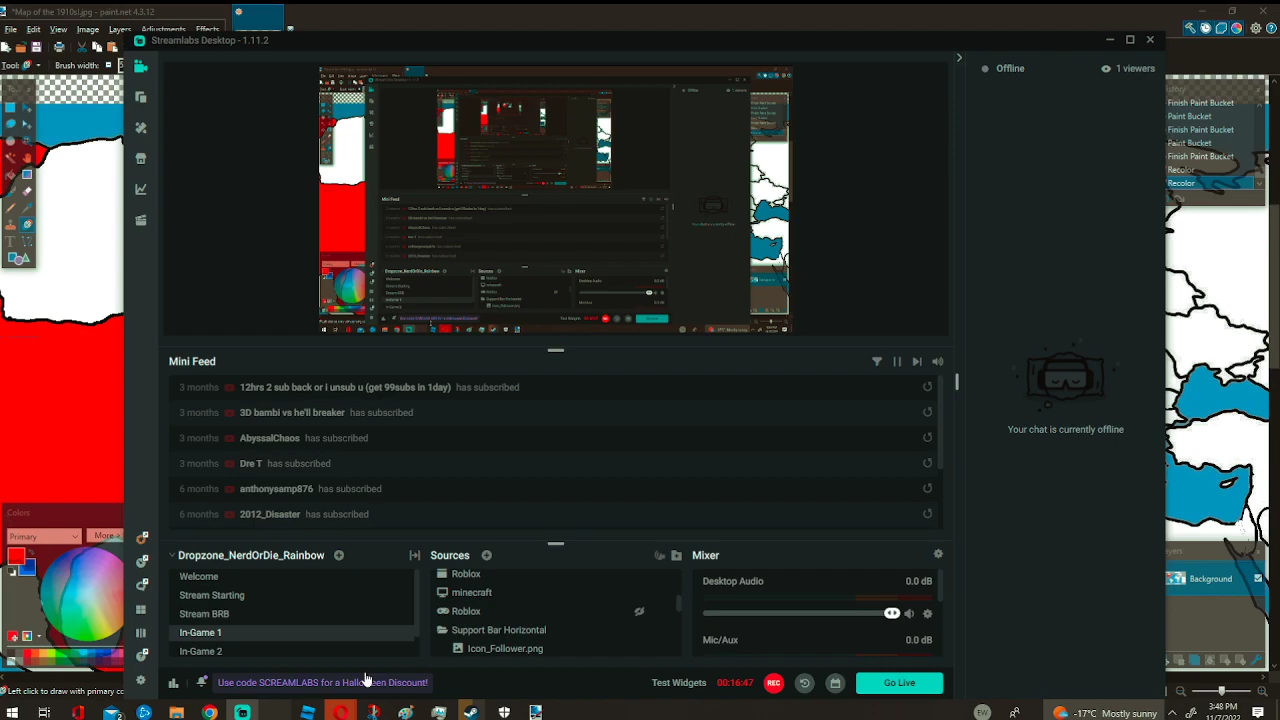 *Map of the 1910s!.jpg - paint.net 4.3.12
File Edit View Image Layers Adjustments Effects
Streamlabs Desktop - 1.11.2
Tool:
Brush width:
Offline
1 viewers
Finish Paint Bucket
Paint Bucket
Finish Paint Bucket
Paint Bucket
Finish Paint Bucket
Recolor
Recolor
Mini Feed
3 months 12hrs 2 sub back or i unsub u (get 99subs in 1day) has subscribed
3 months 3D bambi vs he'll breaker has subscribed
3 months AbyssalChaos has subscribed
3 months Dre T has subscribed
6 months anthonysamp876 has subscribed
6 months 2012_Disaster has subscribed
Your chat is currently offline
Colors
Primary
More
Dropzone_NerdOrDie_Rainbow
Welcome
Stream Starting
Stream BRB
In-Game 1
In-Game 2
Sources
Roblox
minecraft
Roblox
Support Bar Horizontal
Icon_Follower.png
Mixer
Desktop Audio 0.0 dB
Mic/Aux 0.0 dB
Background
Use code SCREAMLABS for a Halloween Discount!
Test Widgets 00:16:47 REC
Go Live
Left click to draw with primary co
-17°C Mostly su
3:48 PM
11/7/2022